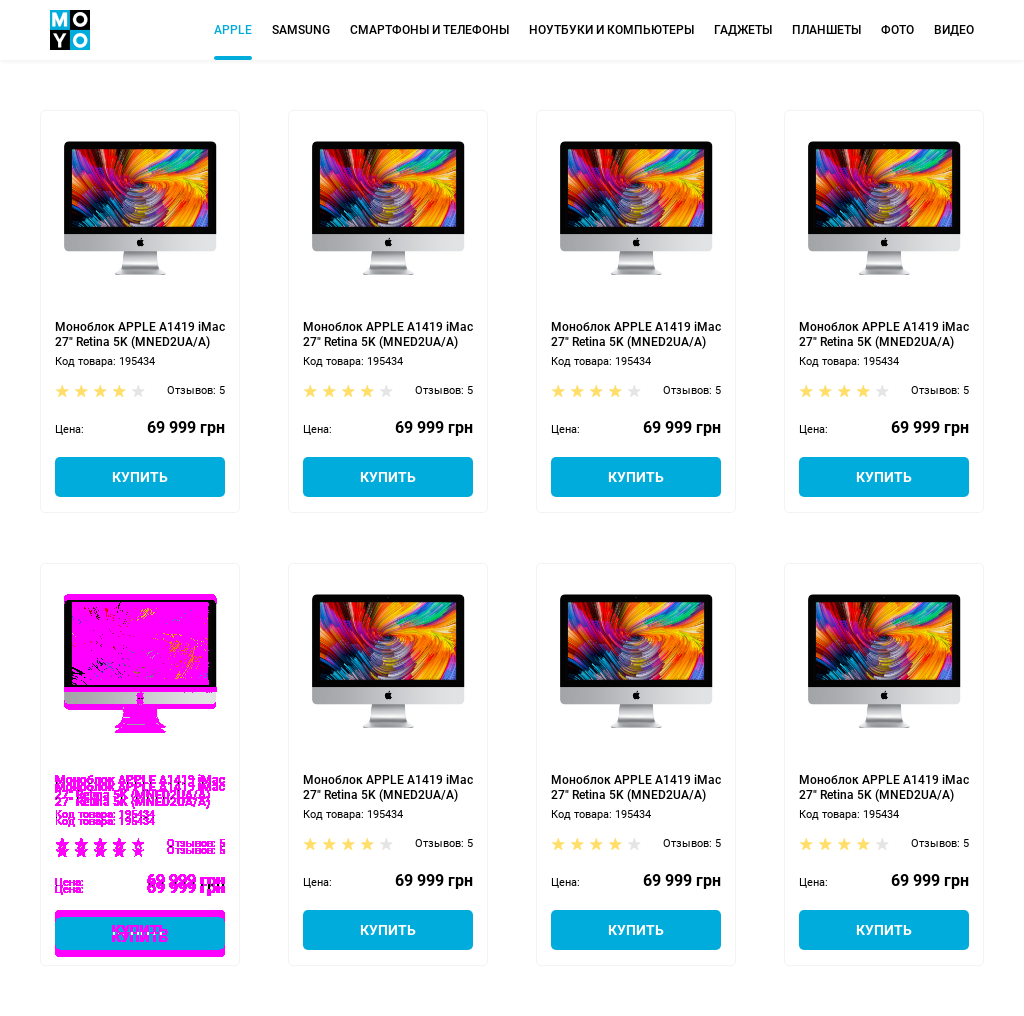 MO
YO
APPLE SAMSUNG СМАРТФОНЫ И ТЕЛЕФОНЫ НОУТБУКИ И КОМПЬЮТЕРЫ ГАДЖЕТЫ ПЛАНШЕТЫ ФОТО ВИДЕО
Моноблок APPLE A1419 iMac
27" Retina 5K (MNED2UA/A)
Код товара: 195434
Отзывов: 5
Цена: 69 999 грн
КУПИТЬ
Моноблок APPLE A1419 iMac
27" Retina 5K (MNED2UA/A)
Код товара: 195434
Отзывов: 5
Цена: 69 999 грн
КУПИТЬ
Моноблок APPLE A1419 iMac
27" Retina 5K (MNED2UA/A)
Код товара: 195434
Отзывов: 5
Цена: 69 999 грн
КУПИТЬ
Моноблок APPLE A1419 iMac
27" Retina 5K (MNED2UA/A)
Код товара: 195434
Отзывов: 5
Цена: 69 999 грн
КУПИТЬ
Моноблок APPLE A1419 iMac
27" Retina 5K (MNED2UA/A)
Код товара: 195434
Отзывов: 5
Цена: 69 999 грн
КУПИТЬ
Моноблок APPLE A1419 iMac
27" Retina 5K (MNED2UA/A)
Код товара: 195434
Отзывов: 5
Цена: 69 999 грн
КУПИТЬ
Моноблок APPLE A1419 iMac
27" Retina 5K (MNED2UA/A)
Код товара: 195434
Отзывов: 5
Цена: 69 999 грн
КУПИТЬ
Моноблок APPLE A1419 iMac
27" Retina 5K (MNED2UA/A)
Код товара: 195434
Отзывов: 5
Цена: 69 999 грн
КУПИТЬ